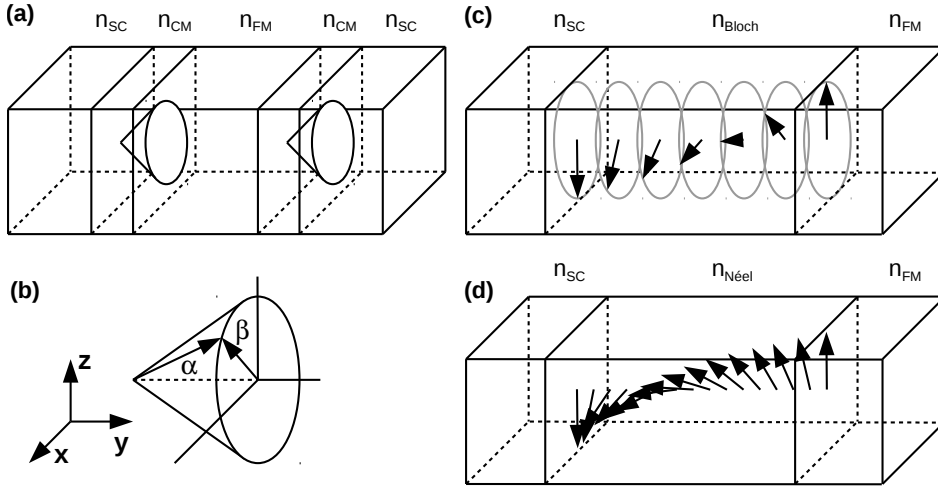 (a)
n_SC n_CM n_FM n_CM n_SC
(b)
α β
z
y
x
(c)
n_SC n_Bloch n_FM
(d)
n_SC n_Néel n_FM